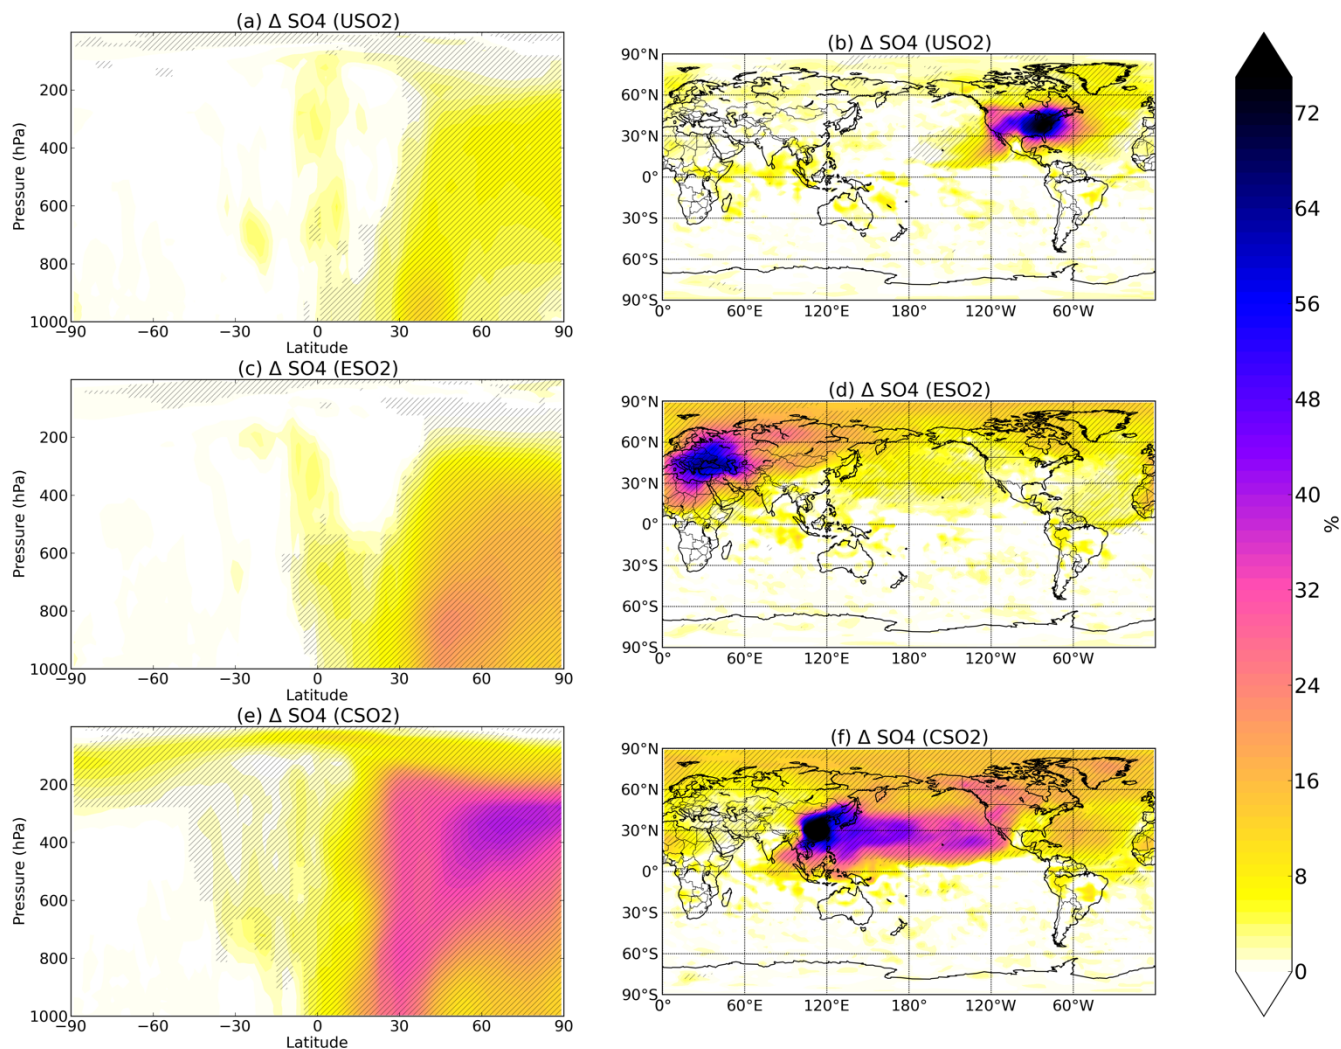 (a) Δ SO4 (USO2)
Pressure (hPa)
200
400
600
800
1000
−90 −60 −30 0 30 60 90
Latitude
(b) Δ SO4 (USO2)
90°N
60°N
30°N
0°
30°S
60°S
90°S
0° 60°E 120°E 180° 120°W 60°W
(c) Δ SO4 (ESO2)
Pressure (hPa)
200
400
600
800
1000
−90 −60 −30 0 30 60 90
Latitude
(d) Δ SO4 (ESO2)
90°N
60°N
30°N
0°
30°S
60°S
90°S
0° 60°E 120°E 180° 120°W 60°W
(e) Δ SO4 (CSO2)
Pressure (hPa)
200
400
600
800
1000
−90 −60 −30 0 30 60 90
Latitude
(f) Δ SO4 (CSO2)
90°N
60°N
30°N
0°
30°S
60°S
90°S
0° 60°E 120°E 180° 120°W 60°W
72
64
56
48
40
32
24
16
8
0
%